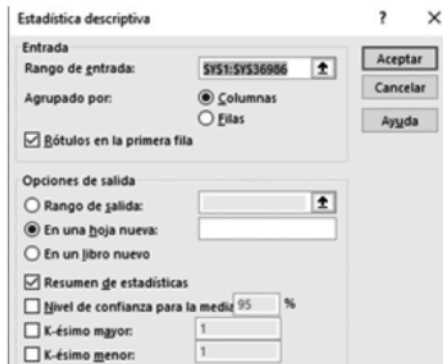 Estadística descriptiva ? ×
Entrada
Rango de entrada: $Y$1:$Y$36986
Agrupado por: Columnas
Filas
Rótulos en la primera fila
Aceptar
Cancelar
Ayuda
Opciones de salida
Rango de salida:
En una hoja nueva:
En un libro nuevo
Resumen de estadísticas
Nivel de confianza para la media 95 %
K-ésimo mayor: 1
K-ésimo menor: 1